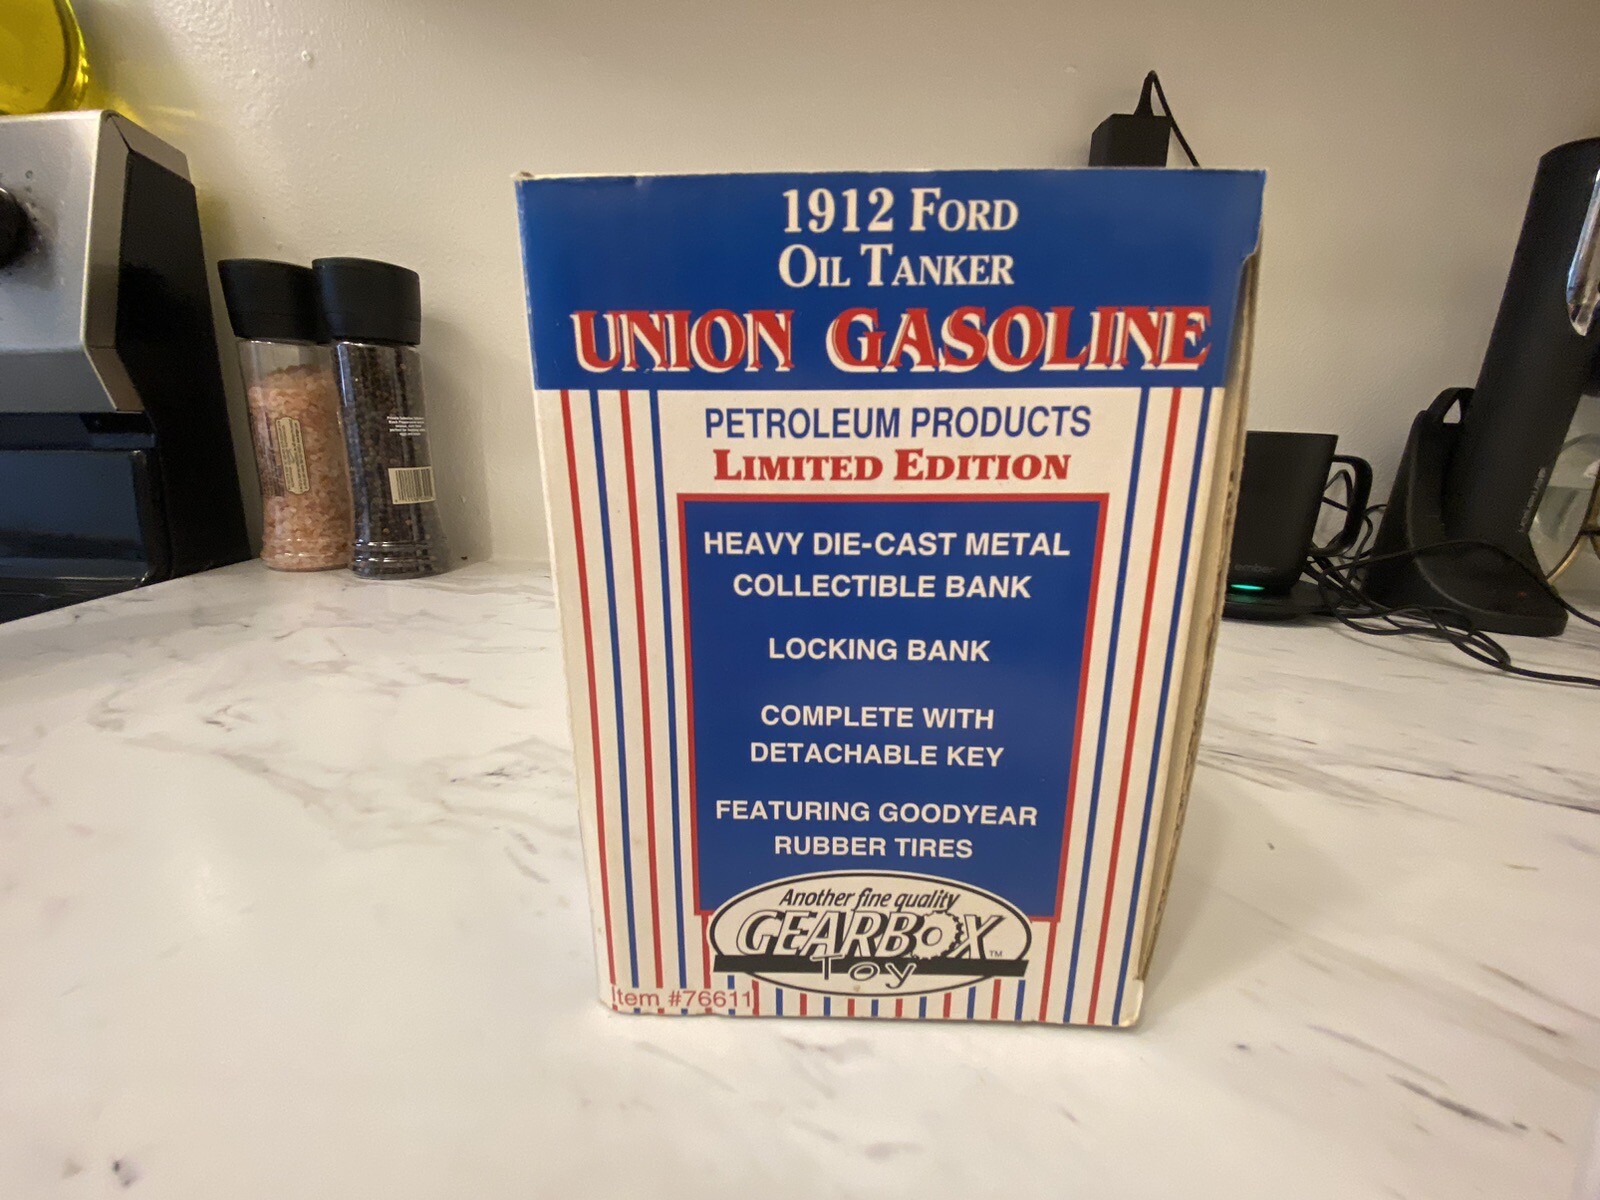 1912 FORD
OIL TANKER
UNION GASOLINE
PETROLEUM PRODUCTS
LIMITED EDITION
HEAVY DIE-CAST METAL
COLLECTIBLE BANK
LOCKING BANK
COMPLETE WITH
DETACHABLE KEY
FEATURING GOODYEAR
RUBBER TIRES
Another fine quality
GEARBOX
TM
Toy
Item #76611
ember